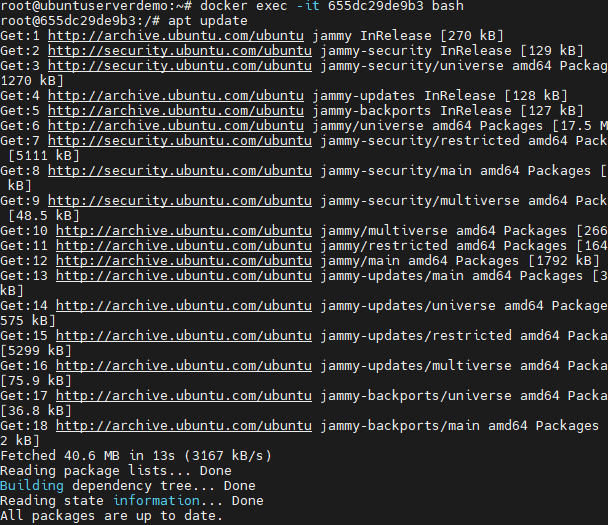 root@ubuntuserverdemo:~# docker exec -it 655dc29de9b3 bash
root@655dc29de9b3:/# apt update
Get:1 http://archive.ubuntu.com/ubuntu jammy InRelease [270 kB]
Get:2 http://security.ubuntu.com/ubuntu jammy-security InRelease [129 kB]
Get:3 http://security.ubuntu.com/ubuntu jammy-security/universe amd64 Packag
1270 kB]
Get:4 http://archive.ubuntu.com/ubuntu jammy-updates InRelease [128 kB]
Get:5 http://archive.ubuntu.com/ubuntu jammy-backports InRelease [127 kB]
Get:6 http://archive.ubuntu.com/ubuntu jammy/universe amd64 Packages [17.5 M
Get:7 http://security.ubuntu.com/ubuntu jammy-security/restricted amd64 Pack
[5111 kB]
Get:8 http://security.ubuntu.com/ubuntu jammy-security/main amd64 Packages [
kB]
Get:9 http://security.ubuntu.com/ubuntu jammy-security/multiverse amd64 Pack
[48.5 kB]
Get:10 http://archive.ubuntu.com/ubuntu jammy/multiverse amd64 Packages [266
Get:11 http://archive.ubuntu.com/ubuntu jammy/restricted amd64 Packages [164
Get:12 http://archive.ubuntu.com/ubuntu jammy/main amd64 Packages [1792 kB]
Get:13 http://archive.ubuntu.com/ubuntu jammy-updates/main amd64 Packages [3
kB]
Get:14 http://archive.ubuntu.com/ubuntu jammy-updates/universe amd64 Package
575 kB]
Get:15 http://archive.ubuntu.com/ubuntu jammy-updates/restricted amd64 Packa
[5299 kB]
Get:16 http://archive.ubuntu.com/ubuntu jammy-updates/multiverse amd64 Packa
[75.9 kB]
Get:17 http://archive.ubuntu.com/ubuntu jammy-backports/universe amd64 Packa
[36.8 kB]
Get:18 http://archive.ubuntu.com/ubuntu jammy-backports/main amd64 Packages
2 kB]
Fetched 40.6 MB in 13s (3167 kB/s)
Reading package lists... Done
Building dependency tree... Done
Reading state information... Done
All packages are up to date.